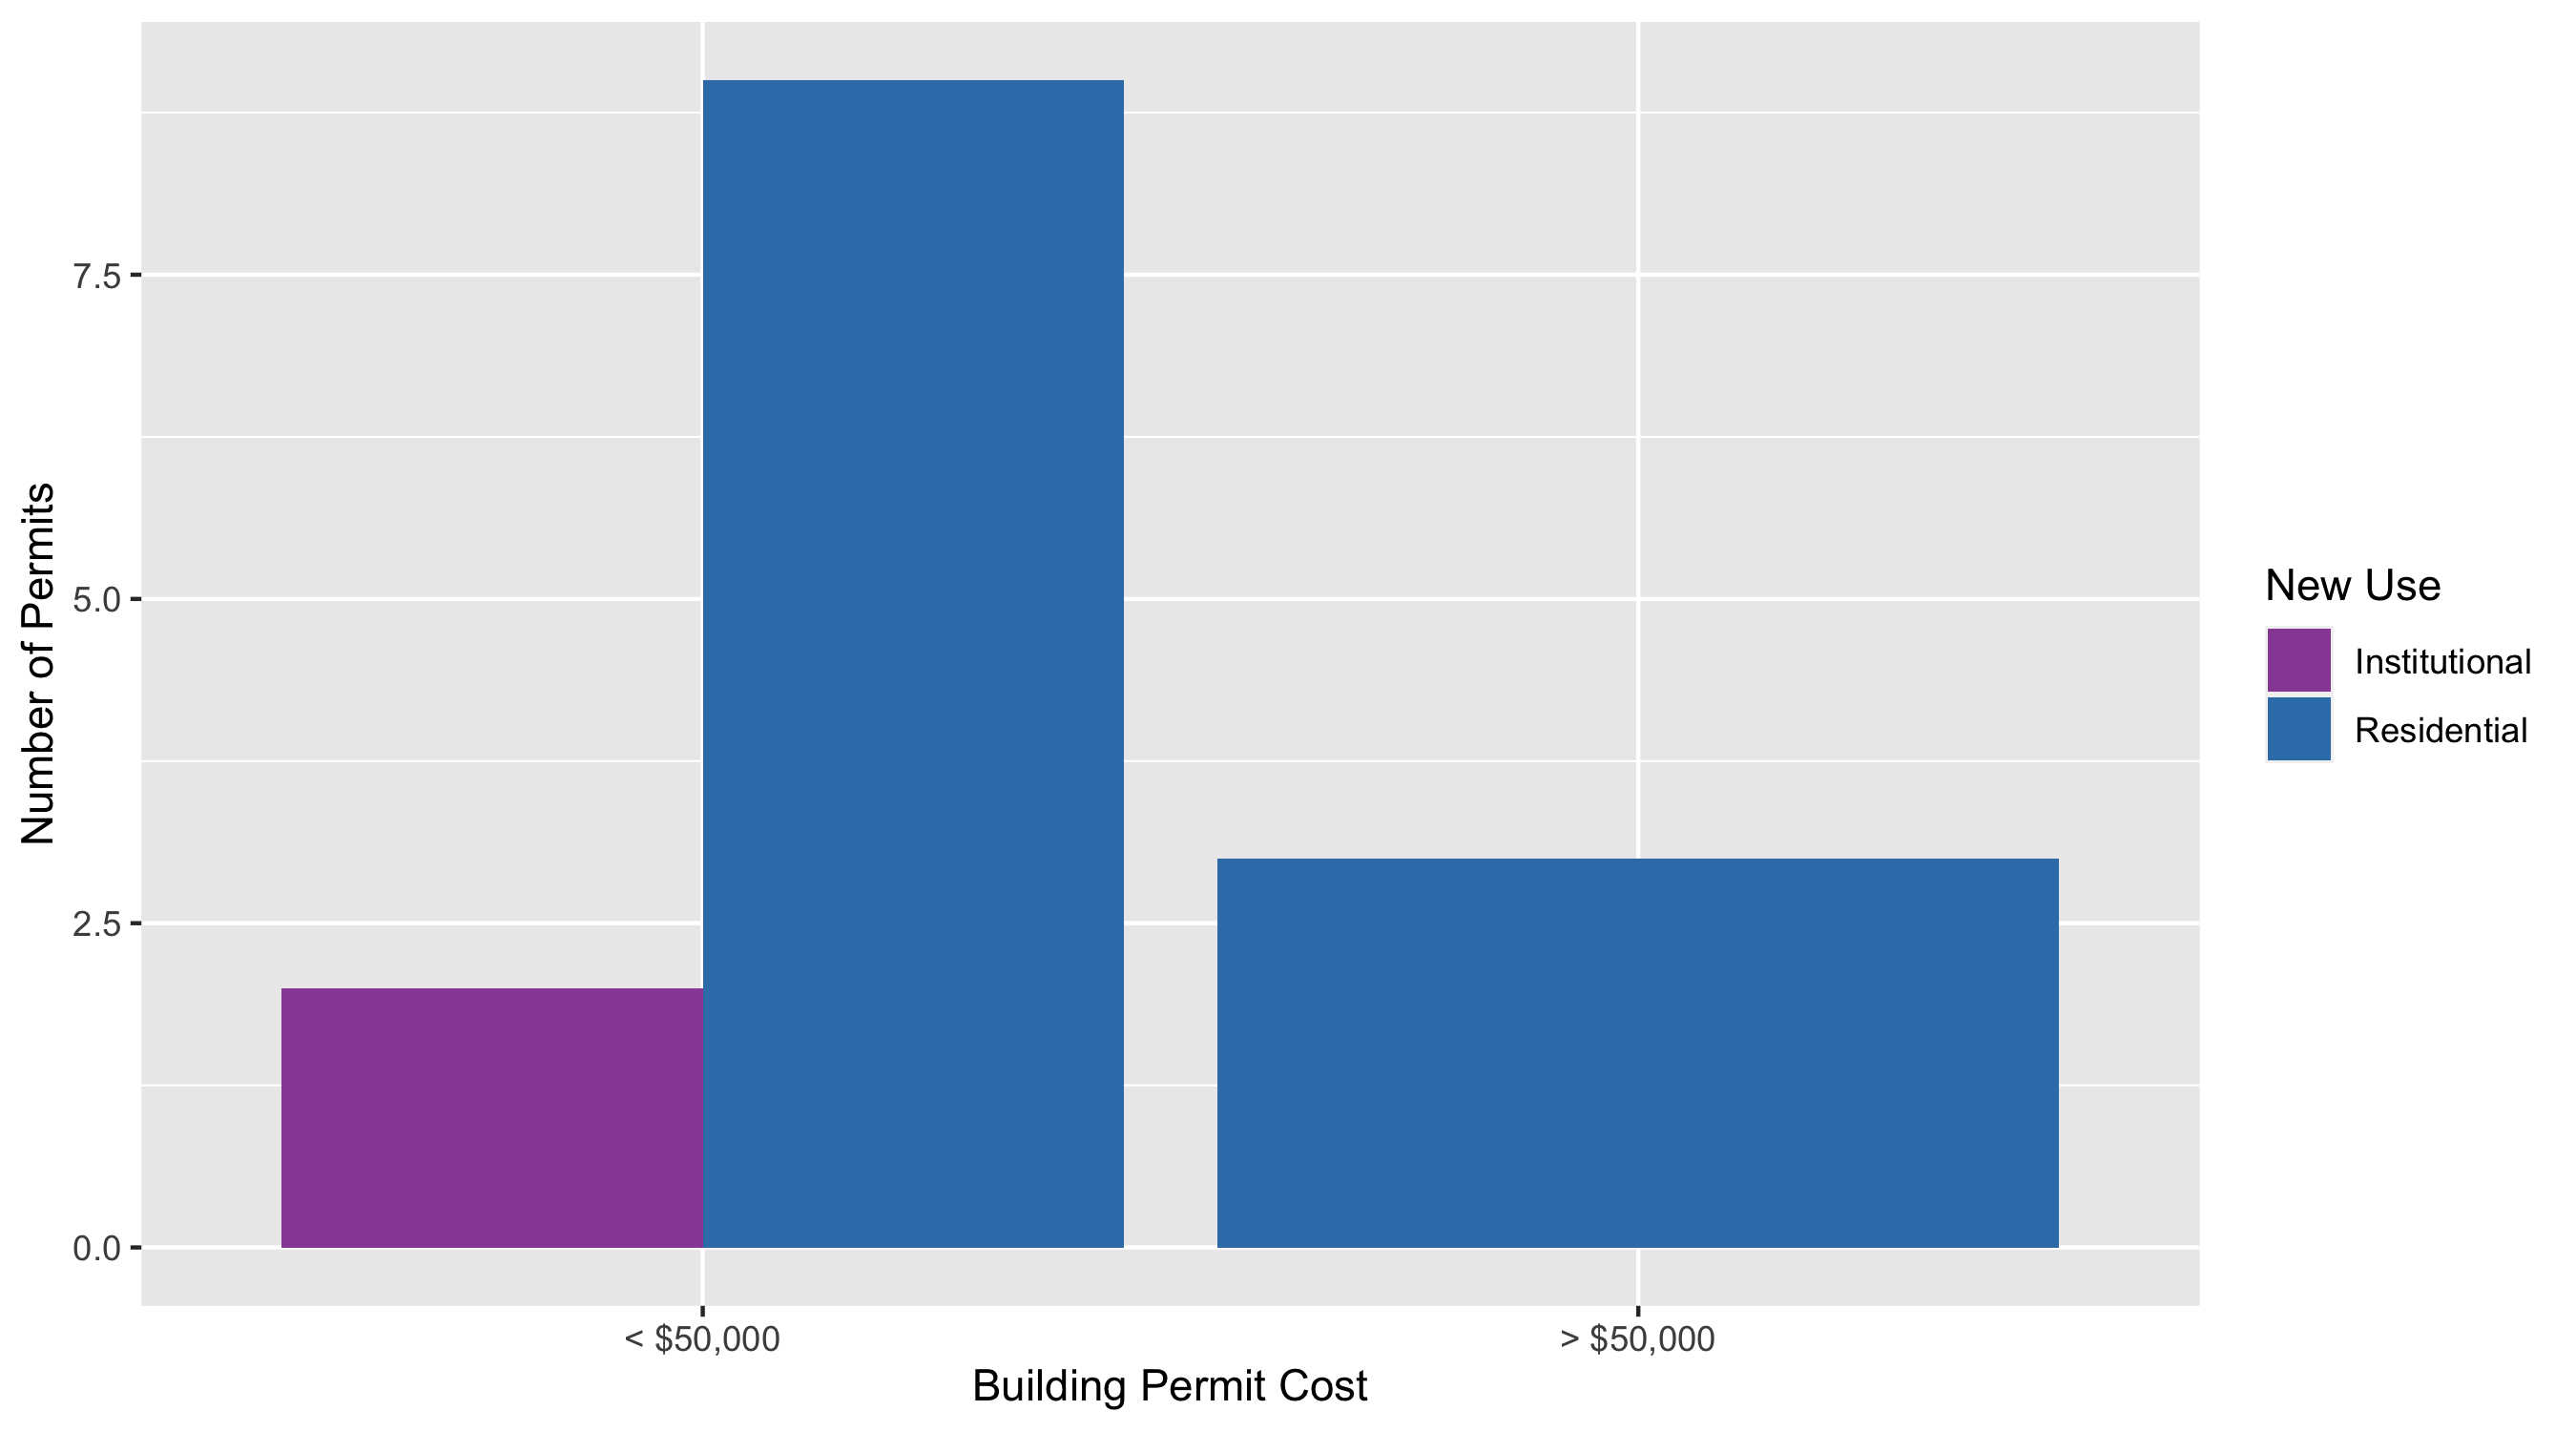 Number of Permits
7.5
5.0
2.5
0.0
< $50,000
> $50,000
Building Permit Cost
New Use
Institutional
Residential